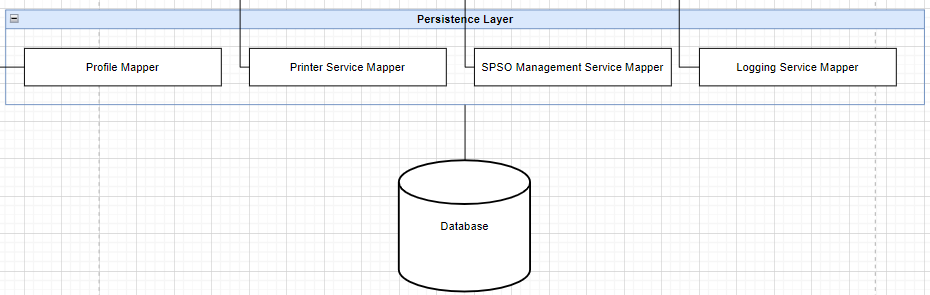 Persistence Layer
Profile Mapper
Printer Service Mapper
SPSO Management Service Mapper
Logging Service Mapper
Database